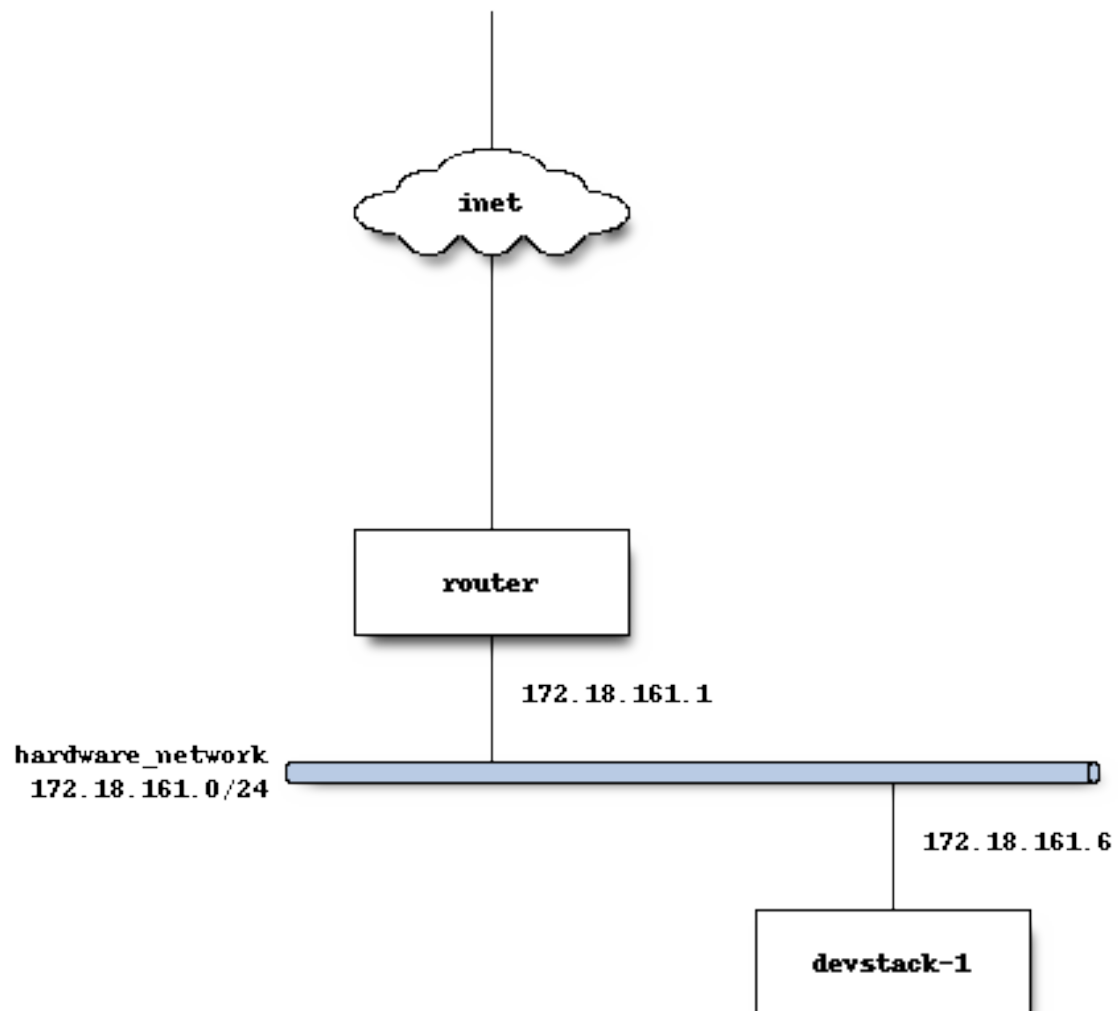 inet
router
172.18.161.1
hardware_network
172.18.161.0/24
172.18.161.6
devstack-1